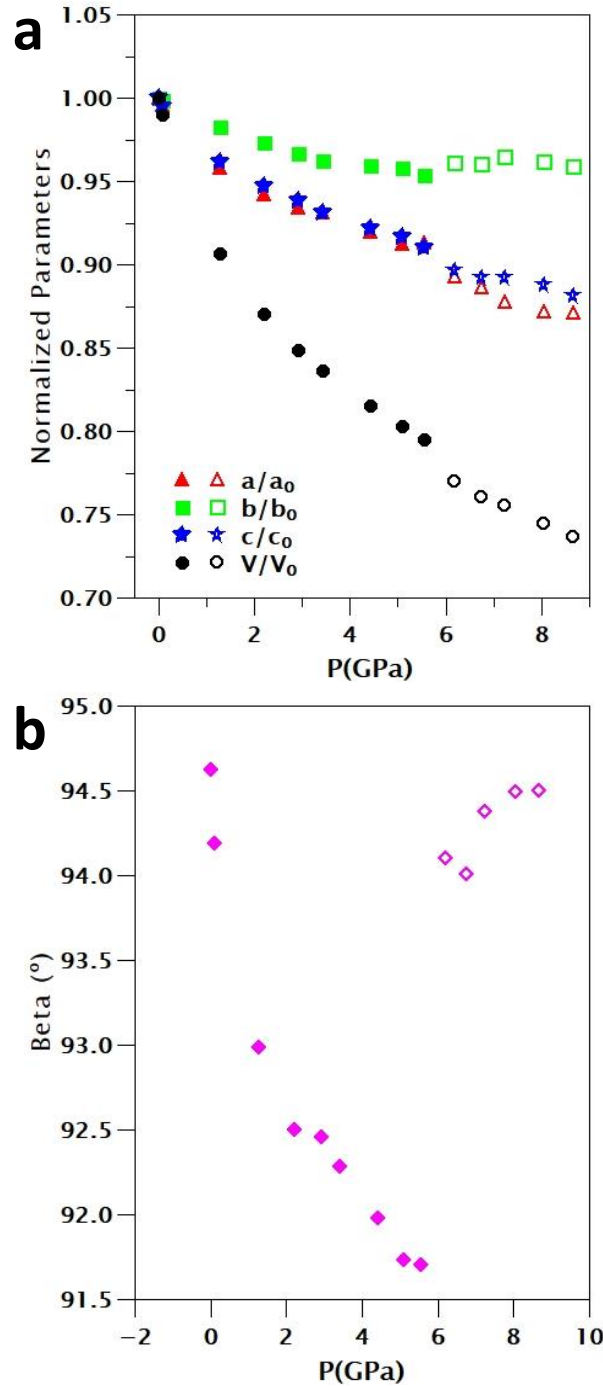 a
1.05
1.00
0.95
0.90
0.85
0.80
0.75
0.70
Normalized Parameters
a/a₀
b/b₀
c/c₀
V/V₀
0 2 4 6 8
P(GPa)
b
95.0
94.5
94.0
93.5
93.0
92.5
92.0
91.5
Beta (º)
−2 0 2 4 6 8 10
P(GPa)